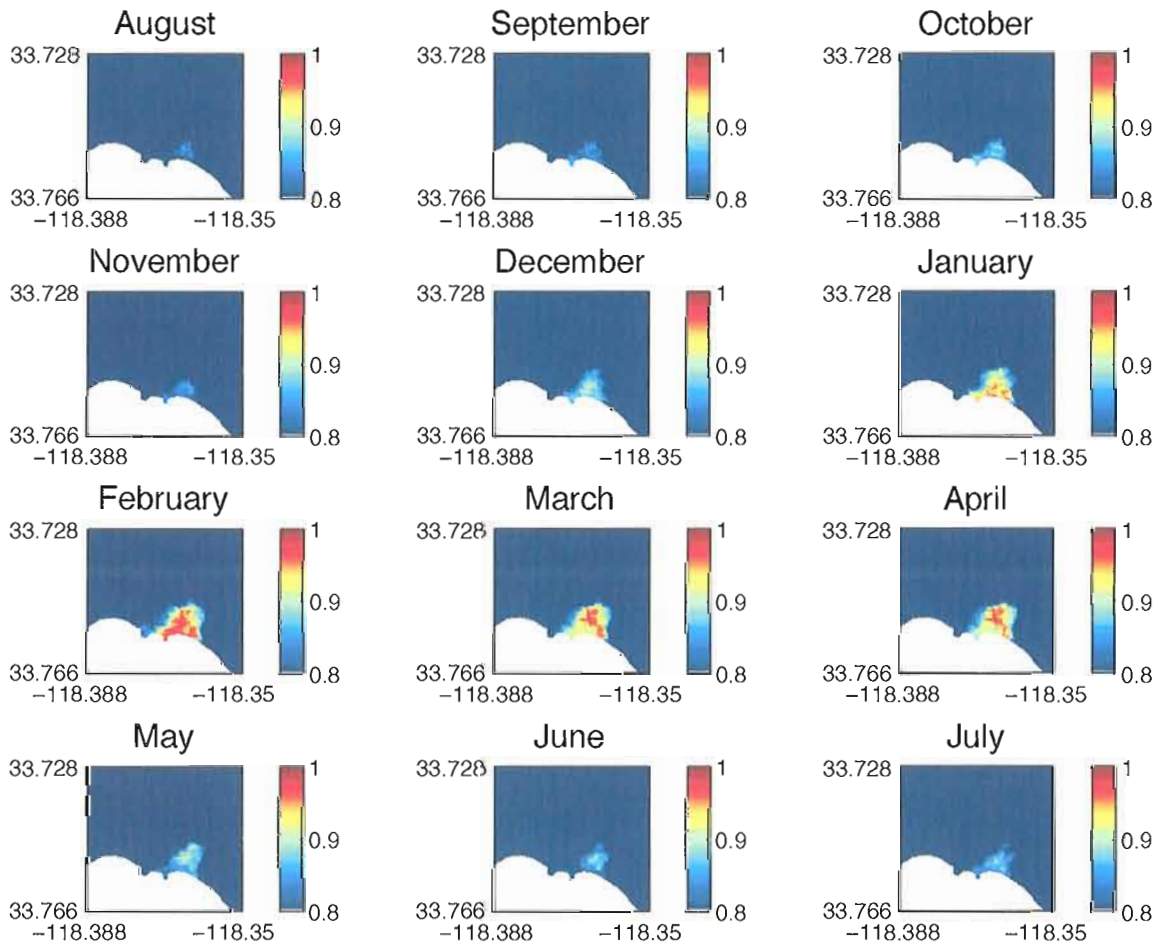 August September October
33.728 1 33.728 1 33.728 1
0.9 0.9 0.9
33.766 0.8 33.766 0.8 33.766 0.8
−118.388 −118.35 −118.388 −118.35 −118.388 −118.35
November December January
33.728 1 33.728 1 33.728 1
0.9 0.9 0.9
33.766 0.8 33.766 0.8 33.766 0.8
−118.388 −118.35 −118.388 −118.35 −118.388 −118.35
February March April
33.728 1 33.728 1 33.728 1
0.9 0.9 0.9
33.766 0.8 33.766 0.8 33.766 0.8
−118.388 −118.35 −118.388 −118.35 −118.388 −118.35
May June July
33.728 1 33.728 1 33.728 1
0.9 0.9 0.9
33.766 0.8 33.766 0.8 33.766 0.8
−118.388 −118.35 −118.388 −118.35 −118.388 −118.35